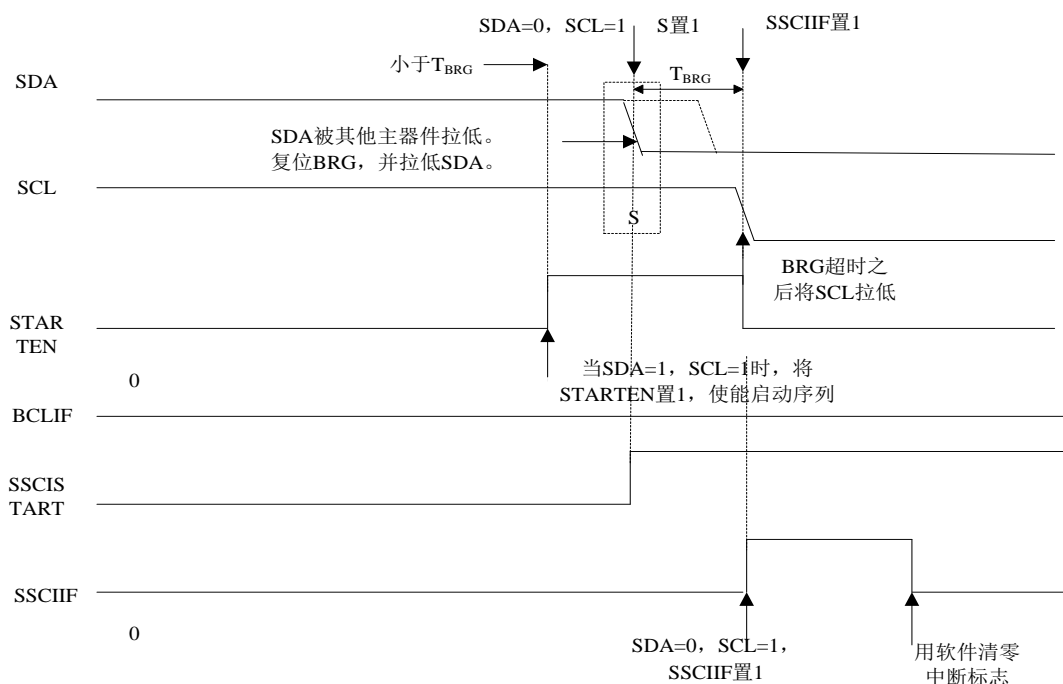 SDA=0，SCL=1
S置1
SSCIIF置1
小于TBRG
TBRG
SDA
SDA被其他主器件拉低。
复位BRG，并拉低SDA。
SCL
S
BRG超时之
后将SCL拉低
STAR
TEN
0
当SDA=1，SCL=1时，将
STARTEN置1，使能启动序列
BCLIF
SSCIS
TART
SSCIIF
0
SDA=0，SCL=1，
SSCIIF置1
用软件清零
中断标志